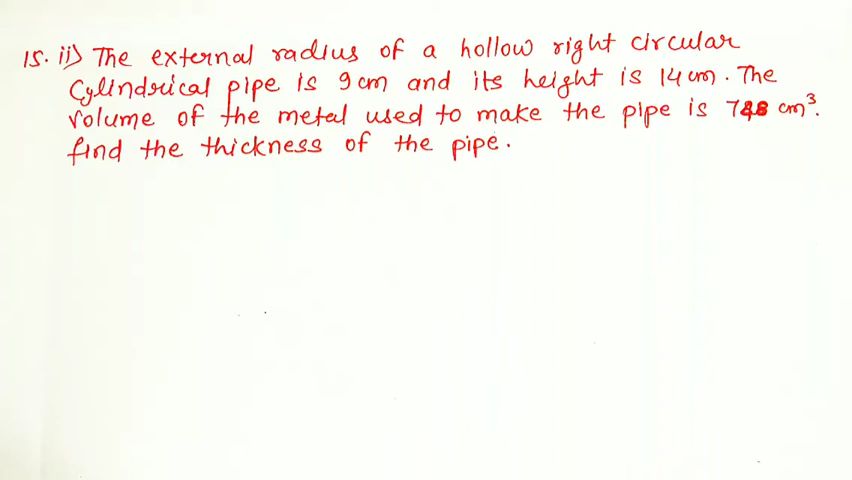 15. ii) The external radius of a hollow right circular
Cylindrical pipe is 9 cm and its height is 14 cm. The
volume of the metal used to make the pipe is 748 cm³.
find the thickness of the pipe.